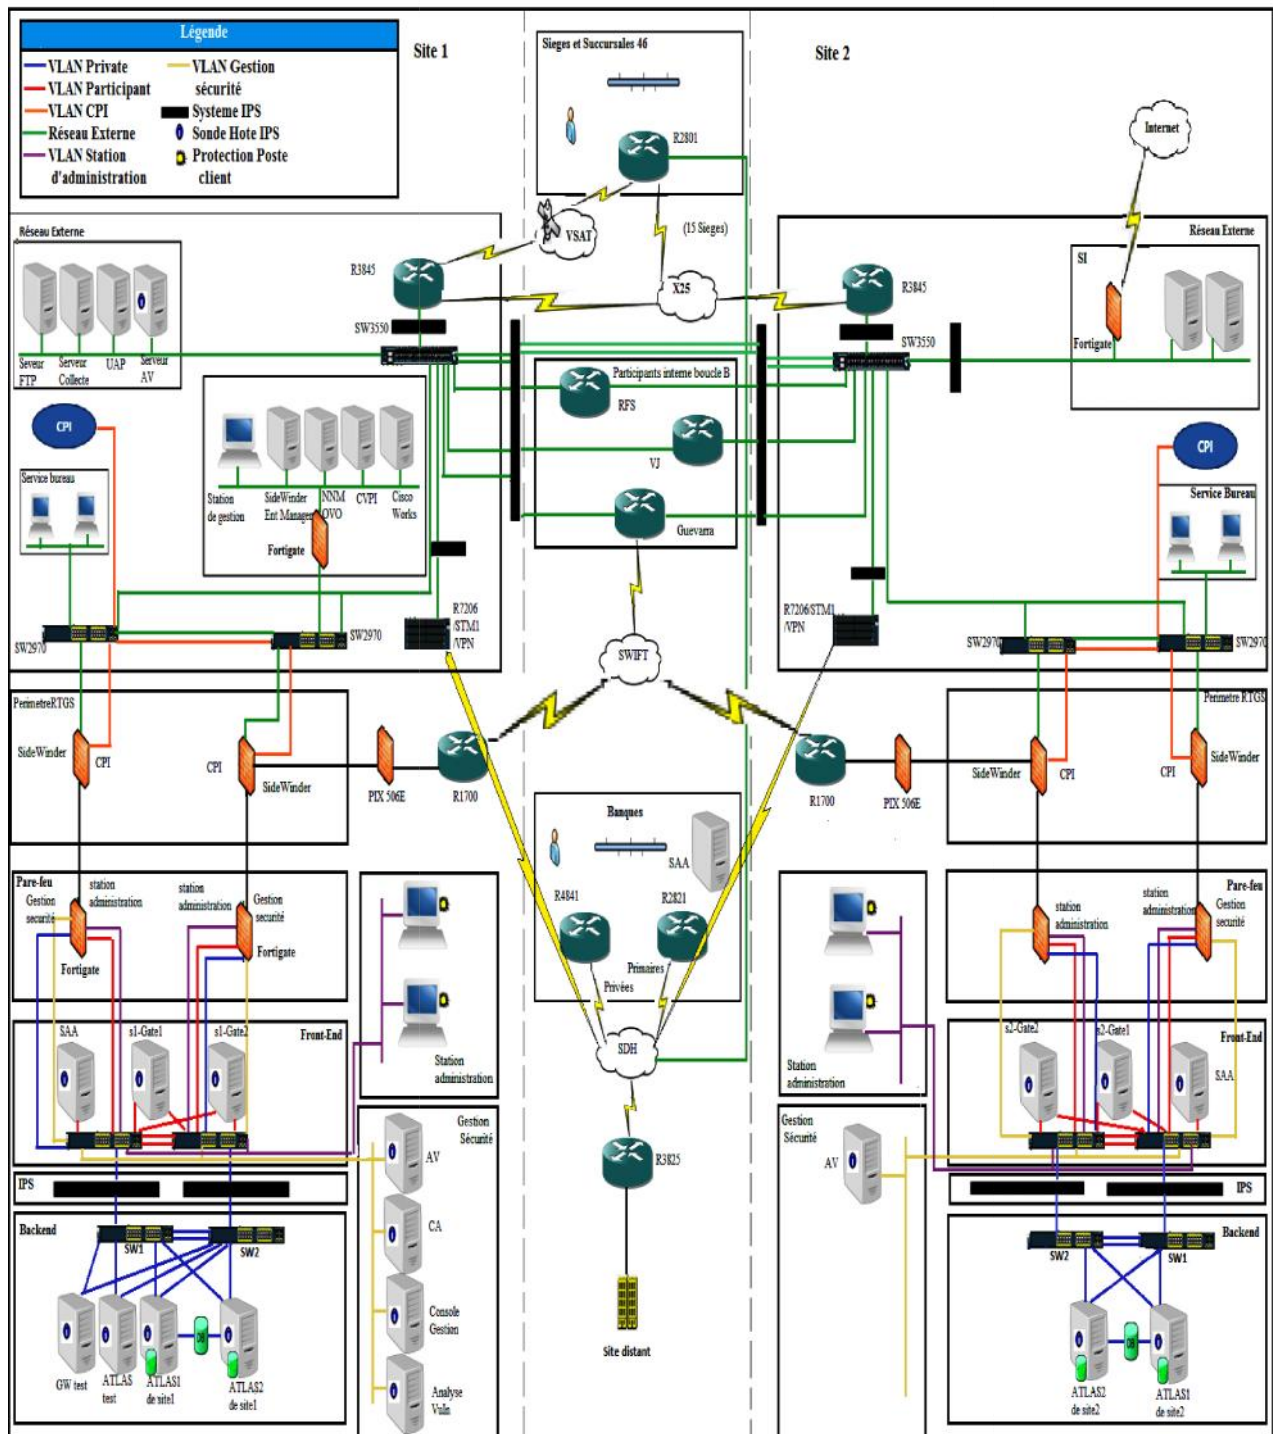 Légende
VLAN Private
VLAN Participant
VLAN CPI
Réseau Externe
VLAN Station
d'administration
VLAN Gestion
sécurité
Systeme IPS
Sonde Hote IPS
Protection Poste
client
Site 1
Sieges et Succursales 46
R2801
VSAT
(15 Sieges)
X25
Site 2
Internet
Réseau Externe
Seveur
FTP
Serveur
Collecte
UAP
Serveur
AV
R3845
SW3550
R3845
SW3550
Réseau Externe
SI
Fortigate
Participants interne boucle B
RFS
VJ
Guevarra
CPI
Service bureau
Station
de gestion
SideWinder
Ent Manager
NNM
OVO
CVPI
Cisco
Works
Fortigate
SW2970
SW2970
R7206
/STM1
/VPN
SWIFT
R7206/STM1
/VPN
CPI
Service Bureau
SW2970
SW2970
PerimetreRTGS
SideWinder
CPI
CPI
SideWinder
PIX 506E
R1700
R1700
PIX 506E
Perimetre RTGS
SideWinder
CPI
CPI
SideWinder
Banques
SAA
R4841
R2821
Primaires
Privées
SDH
R3825
Site distant
Pare-feu
Gestion
securité
station
administration
station
administration
Gestion
securité
Fortigate
Fortigate
Station
administration
Front-End
SAA
s1-Gate1
s1-Gate2
IPS
Backend
SW1
SW2
GW test
ATLAS
test
ATLAS1
de site1
DB
ATLAS2
de site1
Gestion
Sécurité
AV
CA
Console
Gestion
Analyse
Vuln
Station
administration
Gestion
Sécurité
AV
Pare-feu
station
administration
station
administration
Gestion
securité
Front-End
s2-Gate2
s2-Gate1
SAA
IPS
Backend
SW2
SW1
DB
ATLAS2
de site2
ATLAS1
de site2